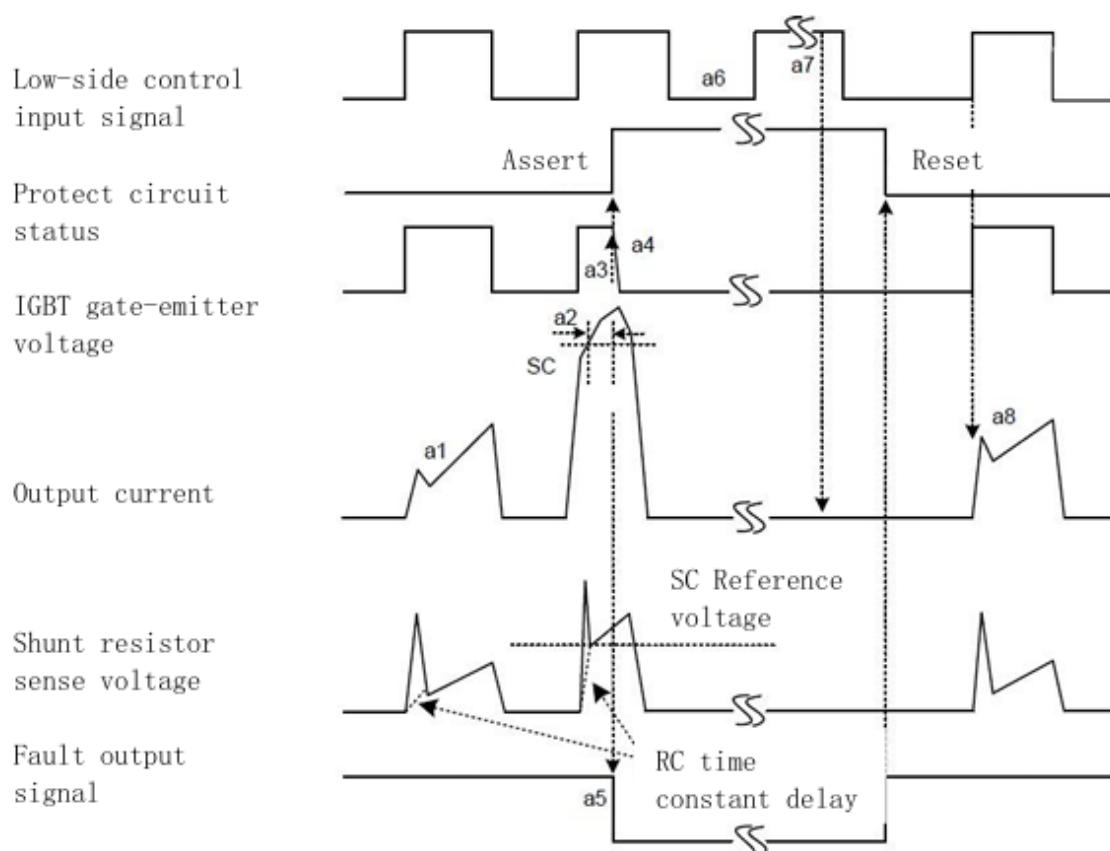 Low-side control
input signal
a6
a7
Assert
Reset
Protect circuit
status
a3
a4
IGBT gate-emitter
voltage
a2
SC
a1
a8
Output current
SC Reference
voltage
Shunt resistor
sense voltage
Fault output
signal
RC time
constant delay
a5